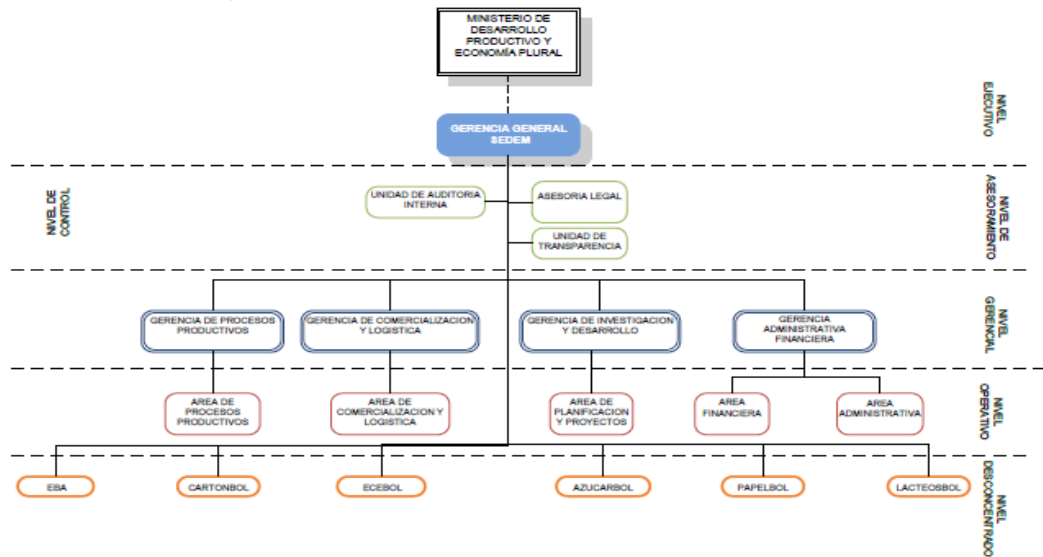 MINISTERIO DE
DESARROLLO
PRODUCTIVO Y
ECONOMÍA PLURAL
NIVEL
EJECUTIVO
GERENCIA GENERAL
SEDEM
NIVEL DE
CONTROL
UNIDAD DE AUDITORIA
INTERNA
ASESORIA LEGAL
NIVEL DE
ASESORAMIENTO
UNIDAD DE
TRANSPARENCIA
GERENCIA DE PROCESOS
PRODUCTIVOS
GERENCIA DE COMERCIALIZACION
Y LOGISTICA
GERENCIA DE INVESTIGACION
Y DESARROLLO
GERENCIA
ADMINISTRATIVA
FINANCIERA
NIVEL
GERENCIAL
AREA DE
PROCESOS
PRODUCTIVOS
AREA DE
COMERCIALIZACION Y
LOGISTICA
AREA DE
PLANIFICACION
Y PROYECTOS
AREA
FINANCIERA
AREA
ADMINISTRATIVA
NIVEL
OPERATIVO
EBA
CARTONBOL
ECEBOL
AZUCARBOL
PAPELBOL
LACTEOSBOL
NIVEL
DESCONCENTRADO